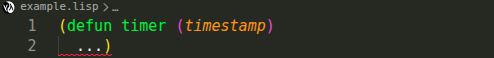 example.lisp > ...
1 (defun timer (timestamp)
2 ...)